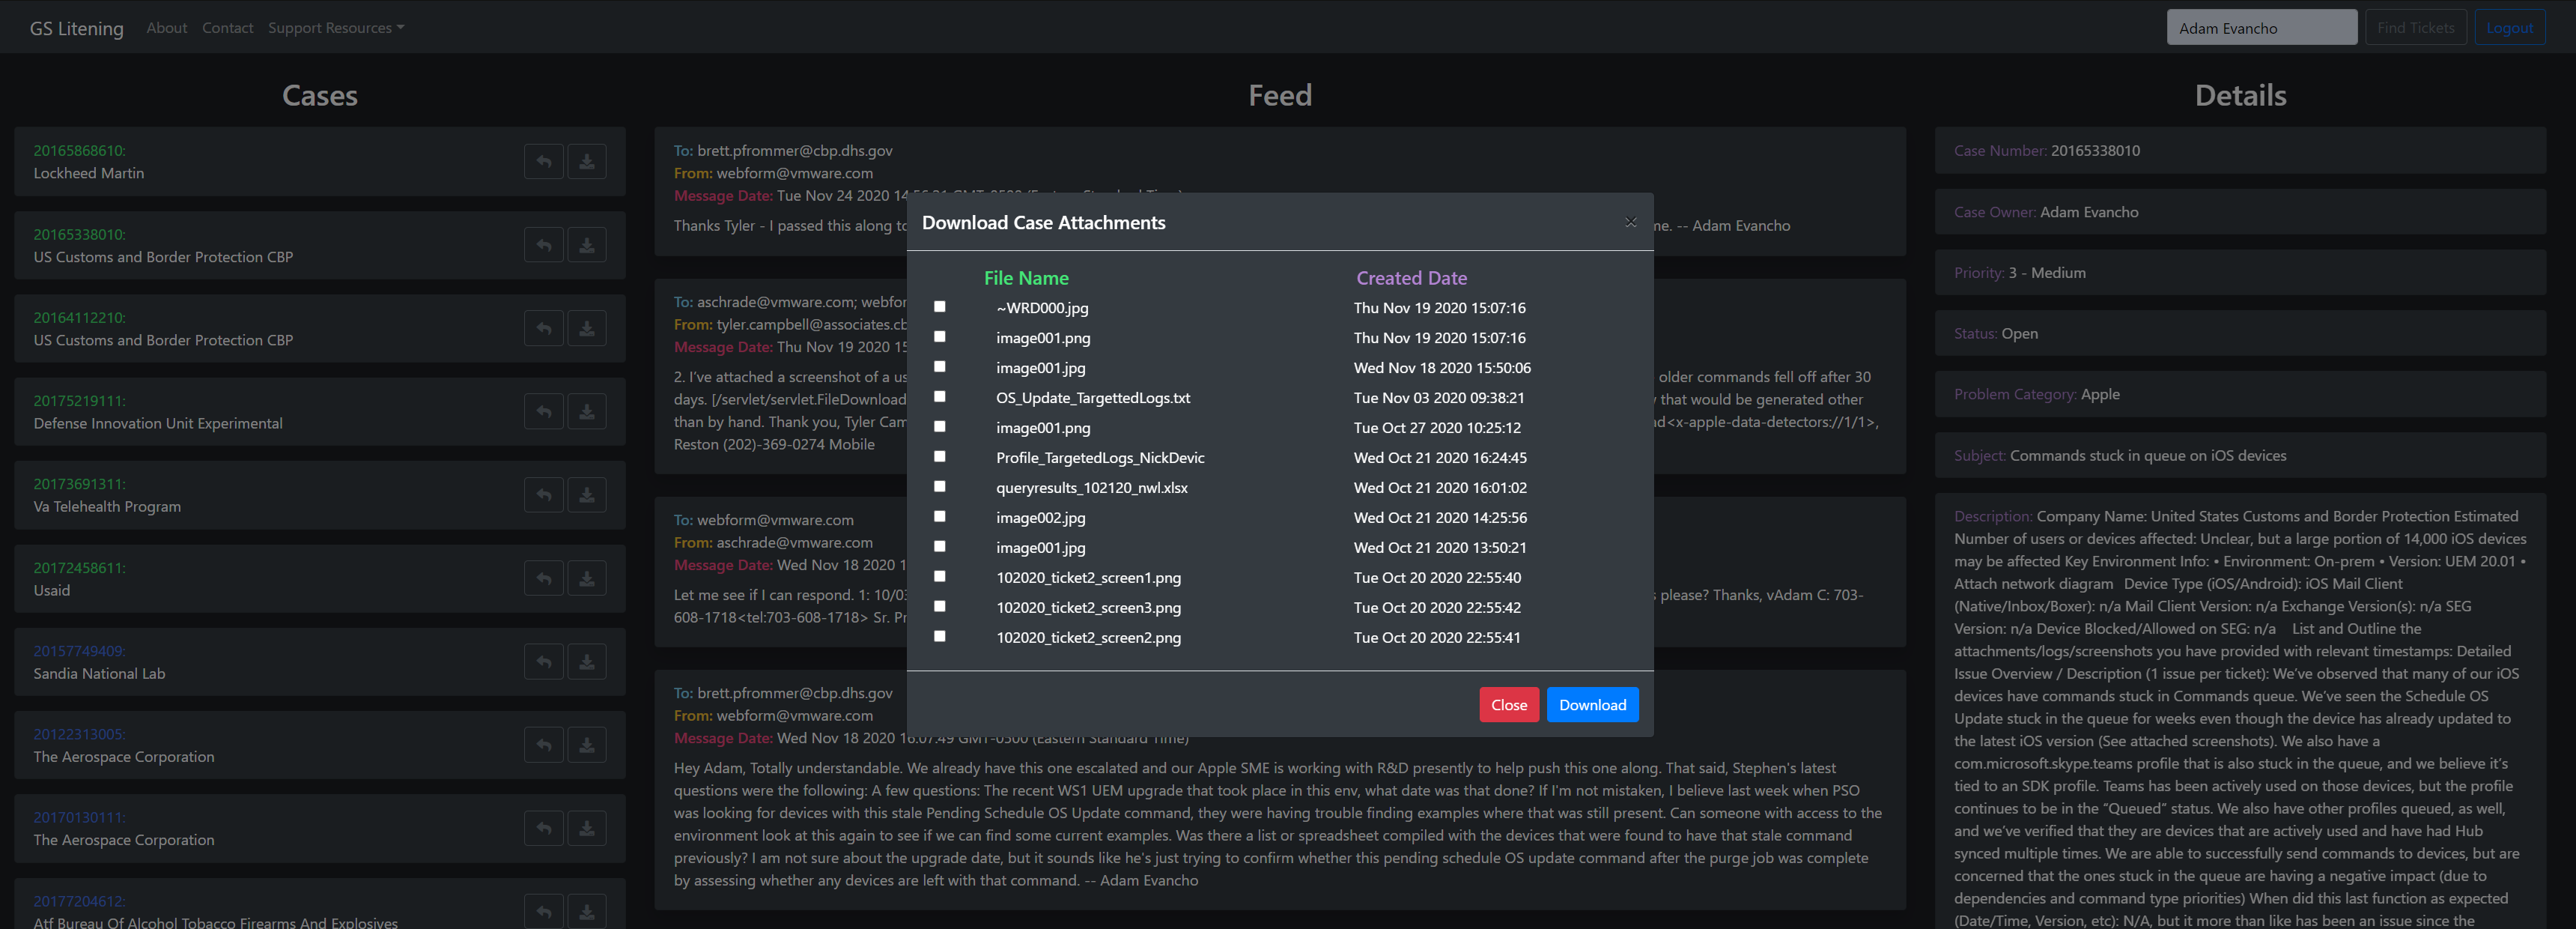 GS Litening About Contact Support Resources Adam Evancho Find Tickets Logout
Cases
20165868610:
Lockheed Martin
20165338010:
US Customs and Border Protection CBP
20164112210:
US Customs and Border Protection CBP
20175219111:
Defense Innovation Unit Experimental
20173691311:
Va Telehealth Program
20172458611:
Usaid
20157749409:
Sandia National Lab
20122313005:
The Aerospace Corporation
20170130111:
The Aerospace Corporation
20177204612:
Atf Bureau Of Alcohol Tobacco Firearms And Explosives
Feed
To: brett.pfrommer@cbp.dhs.gov
From: webform@vmware.com
Message Date: Tue Nov 24 2020
Thanks Tyler - I passed this along to me. -- Adam Evancho
To: aschrade@vmware.com;
From:
Message Date: Thu Nov 19 2020
2. I've attached a screenshot of a older commands fell off after 30
days. that would be generated other
than by hand. Thank you, Tyler
Reston (202)-369-0274 Mobile
To: webform@vmware.com
From: aschrade@vmware.com
Message Date: Wed Nov 18 2020
Let me see if I can respond. 1: please? Thanks, vAdam C: 703-
608-1718<tel:703-608-1718> Sr.
To: brett.pfrommer@cbp.dhs.gov
From: webform@vmware.com
Message Date: Wed Nov 18 2020 16:07:49 GMT-0500 (Eastern Standard Time)
Hey Adam, Totally understandable. We already have this one escalated and our Apple SME is working with R&D presently to help push this one along. That said, Stephen's latest
questions were the following: A few questions: The recent WS1 UEM upgrade that took place in this env, what date was that done? If I'm not mistaken, I believe last week when PSO
was looking for devices with this stale Pending Schedule OS Update command, they were having trouble finding examples where that was still present. Can someone with access to the
environment look at this again to see if we can find some current examples. Was there a list or spreadsheet compiled with the devices that were found to have that stale command
previously? I am not sure about the upgrade date, but it sounds like he's just trying to confirm whether this pending schedule OS update command after the purge job was complete
by assessing whether any devices are left with that command. -- Adam Evancho
Download Case Attachments ×
File Name Created Date
~WRD000.jpg Thu Nov 19 2020 15:07:16
image001.png Thu Nov 19 2020 15:07:16
image001.jpg Wed Nov 18 2020 15:50:06
OS_Update_TargettedLogs.txt Tue Nov 03 2020 09:38:21
image001.png Tue Oct 27 2020 10:25:12
Profile_TargetedLogs_NickDevic Wed Oct 21 2020 16:24:45
queryresults_102120_nwl.xlsx Wed Oct 21 2020 16:01:02
image002.jpg Wed Oct 21 2020 14:25:56
image001.jpg Wed Oct 21 2020 13:50:21
102020_ticket2_screen1.png Tue Oct 20 2020 22:55:40
102020_ticket2_screen3.png Tue Oct 20 2020 22:55:42
102020_ticket2_screen2.png Tue Oct 20 2020 22:55:41
Close Download
Details
Case Number: 20165338010
Case Owner: Adam Evancho
Priority: 3 - Medium
Status: Open
Problem Category: Apple
Subject: Commands stuck in queue on iOS devices
Description: Company Name: United States Customs and Border Protection Estimated
Number of users or devices affected: Unclear, but a large portion of 14,000 iOS devices
may be affected Key Environment Info: • Environment: On-prem • Version: UEM 20.01 •
Attach network diagram Device Type (iOS/Android): iOS Mail Client
(Native/Inbox/Boxer): n/a Mail Client Version: n/a Exchange Version(s): n/a SEG
Version: n/a Device Blocked/Allowed on SEG: n/a List and Outline the
attachments/logs/screenshots you have provided with relevant timestamps: Detailed
Issue Overview / Description (1 issue per ticket): We've observed that many of our iOS
devices have commands stuck in Commands queue. We've seen the Schedule OS
Update stuck in the queue for weeks even though the device has already updated to
the latest iOS version (See attached screenshots). We also have a
com.microsoft.skype.teams profile that is also stuck in the queue, and we believe it's
tied to an SDK profile. Teams has been actively used on those devices, but the profile
continues to be in the "Queued" status. We also have other profiles queued, as well,
and we've verified that they are devices that are actively used and have had Hub
synced multiple times. We are able to successfully send commands to devices, but are
concerned that the ones stuck in the queue are having a negative impact (due to
dependencies and command type priorities) When did this last function as expected
(Date/Time, Version, etc): N/A, but it more than like has been an issue since the